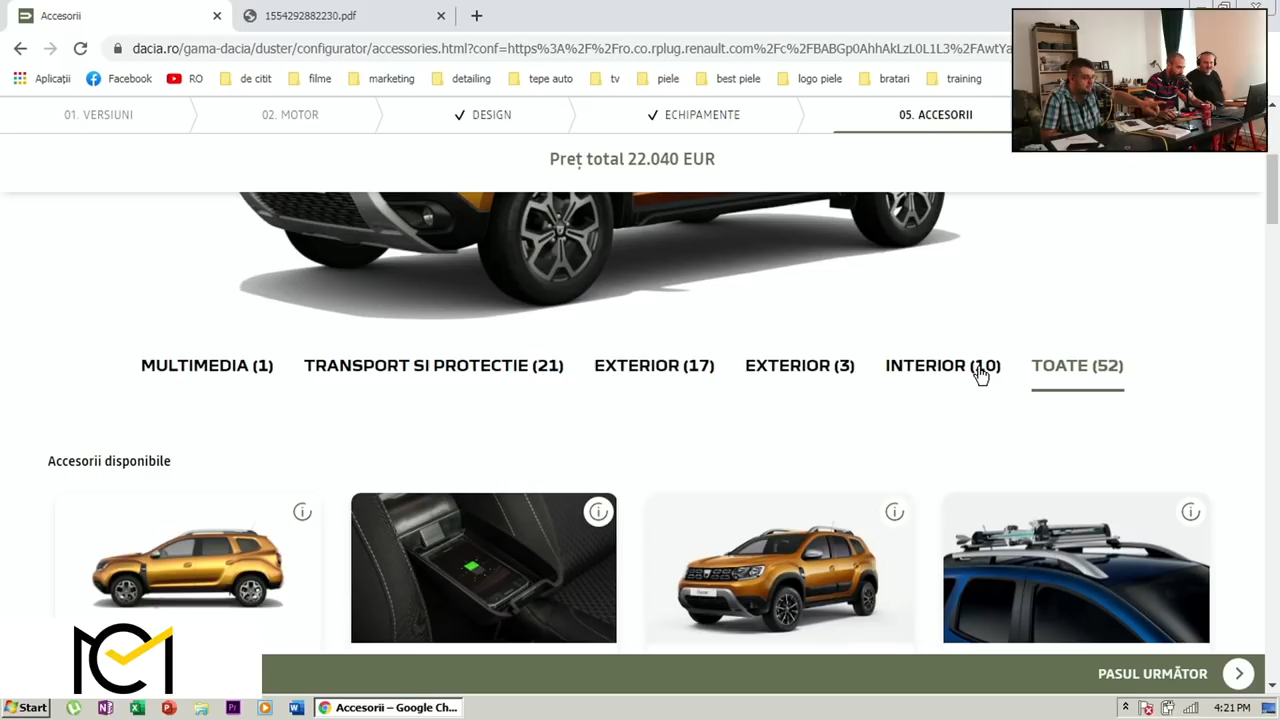 Accesorii
1554292882230.pdf
dacia.ro/gama-dacia/duster/configurator/accessories.html?conf=https%3A%2F%2Fro.co.rplug.renault.com%2Fc%2FBABGp0AhhAkLzL0L1L3%2FAwtYa
Aplicații Facebook RO de citit filme marketing detailing tepe auto tv piele best piele logo piele bratari training
01. VERSIUNI 02. MOTOR DESIGN ECHIPAMENTE 05. ACCESORII
Preț total 22.040 EUR
MULTIMEDIA (1) TRANSPORT SI PROTECTIE (21) EXTERIOR (17) EXTERIOR (3) INTERIOR (10) TOATE (52)
Accesorii disponibile
PASUL URMĂTOR
Start Accesorii – Google Ch... 4:21 PM